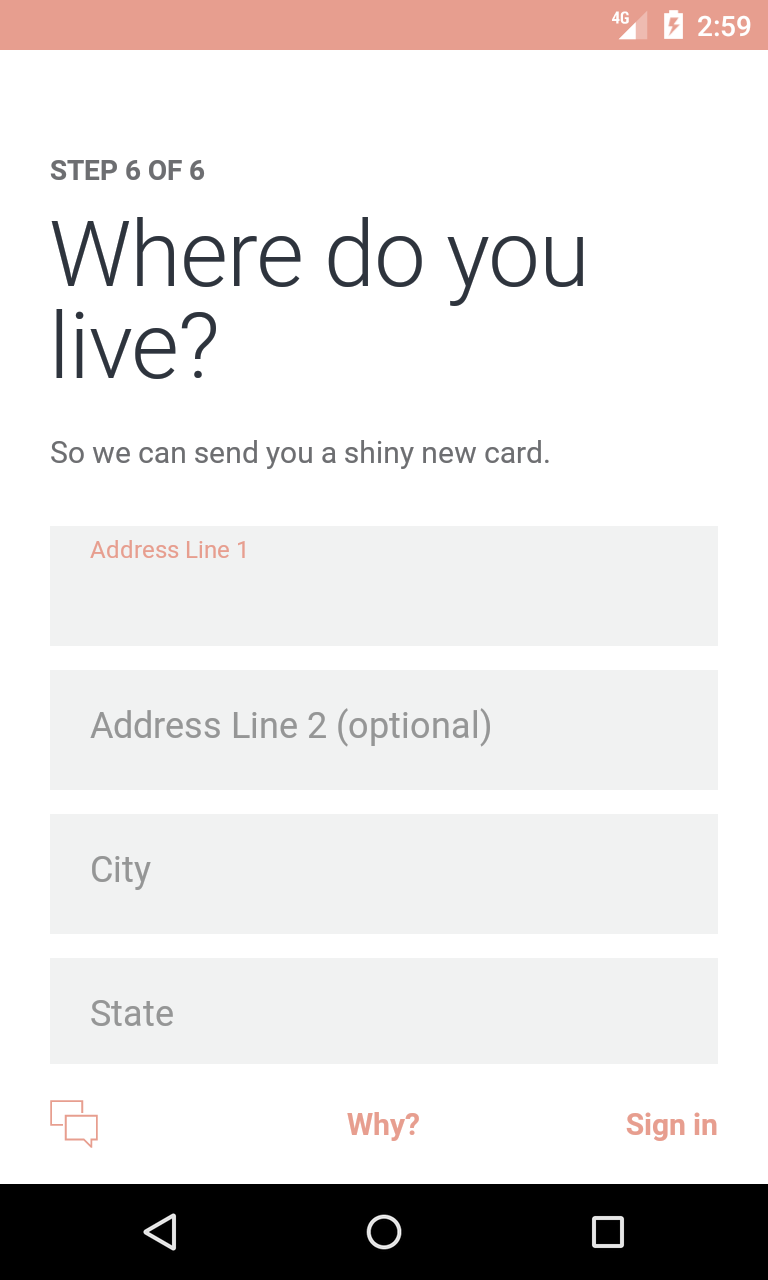 4G 2:59
STEP 6 OF 6
Where do you
live?
So we can send you a shiny new card.
Address Line 1
Address Line 2 (optional)
City
State
Why? Sign in